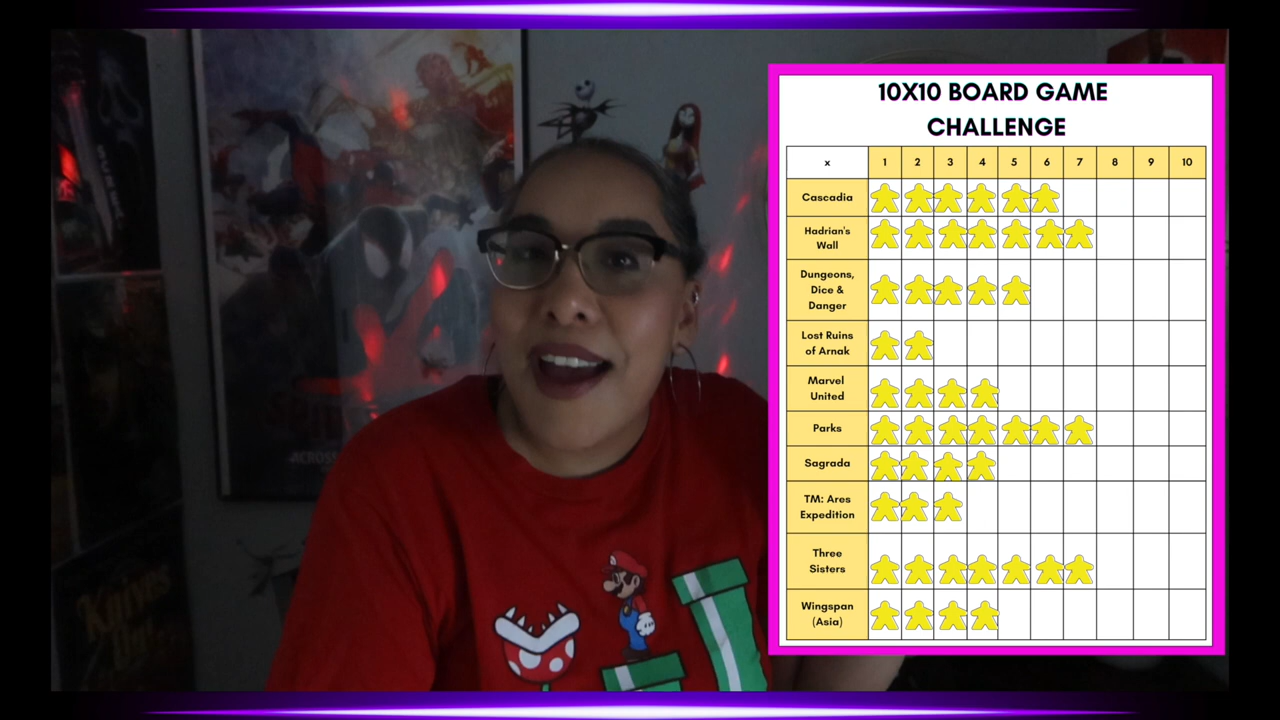 10X10 BOARD GAME
CHALLENGE
x 1 2 3 4 5 6 7 8 9 10
Cascadia
Hadrian's
Wall
Dungeons,
Dice &
Danger
Lost Ruins
of Arnak
Marvel
United
Parks
Sagrada
TM: Ares
Expedition
Three
Sisters
Wingspan
(Asia)
ACROSS